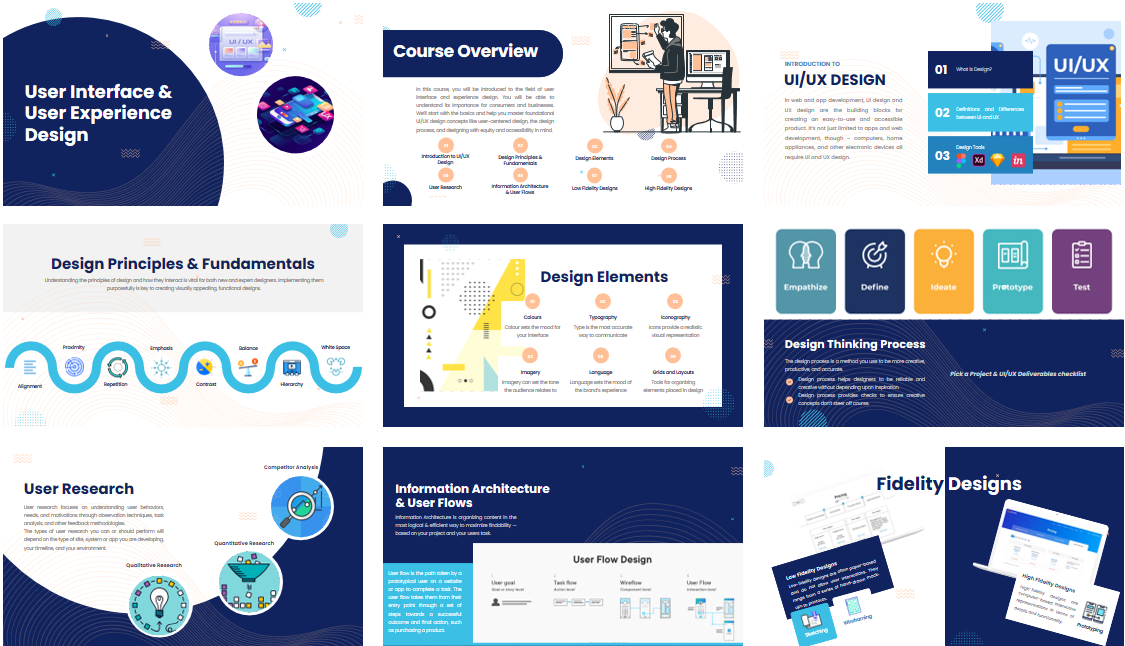 User Interface &
User Experience
Design
UI / UX
Course Overview
In this course, you will be introduced to the field of user
interface and experience design. You will be able to
understand its importance for consumers and businesses.
We'll start with the basics and help you master foundational
UI/UX design concepts like user-centered design, the design
process, and designing with equity and accessibility in mind.
01
Introduction to UI/UX
Design
02
Design Principles &
Fundamentals
03
Design Elements
04
Design Process
User Research
Information Architecture
& User Flows
Low Fidelity Designs
High Fidelity Designs
INTRODUCTION TO
UI/UX DESIGN
In web and app development, UI design and
UX design are the building blocks for
creating an easy-to-use and accessible
product. It's not just limited to apps and web
development, though – computers, home
appliances, and other electronic devices all
require UI and UX design.
01
What is Design?
02
Definitions and Differences
between UI and UX
03
Design Tools
Xd
in
UI/UX
Design Principles & Fundamentals
Understanding the principles of design and how they interact is vital for both new and expert designers. Implementing them
purposefully is key to creating visually appealing, functional designs.
Alignment
Proximity
Repetition
Emphasis
Contrast
Balance
Hierarchy
White Space
Design Elements
01
Colours
Colour sets the mood for
your interface
02
Typography
Type is the most accurate
way to communicate
03
Iconography
Icons provide a realistic
visual representation
04
Imagery
Imagery can set the tone
the audience relates to
05
Language
Language sets the mood of
the brand's experience
06
Grids and Layouts
Tools for organizing
elements placed in design
Empathize
Define
Ideate
Prototype
Test
Design Thinking Process
The design process is a method you use to be more creative,
productive, and accurate.
Design process helps designers to be reliable and
creative without depending upon inspiration
Design process provides checks to ensure creative
concepts don't steer off course.
Pick a Project & UI/UX Deliverables checklist
User Research
User research focuses on understanding user behaviors,
needs, and motivations through observation techniques, task
analysis, and other feedback methodologies.
The types of user research you can or should perform will
depend on the type of site, system or app you are developing,
your timeline, and your environment.
Competitor Analysis
Quantitative Research
Qualitative Research
Information Architecture
& User Flows
Information Architecture is organizing content in the
most logical & efficient way to maximize findability –
based on your project and your users task.
User flow is the path taken by a
prototypical user on a website
or app to complete a task. The
user flow takes them from their
entry point through a set of
steps towards a successful
outcome and final action, such
as purchasing a product.
User Flow Design
User goal
Goal or story level
Task flow
Action level
Wireflow
Component level
User Flow
Interaction level
Fidelity Designs
Pricing
Low Fidelity Designs
Low-fidelity designs are often paper-based
and do not allow user interactions. They
range from a series of hand-drawn mock-
ups to printouts.
Sketching
Wireframing
High Fidelity Designs
High fidelity designs are
computer-based interactive
representations in terms of
details and functionality.
Prototyping